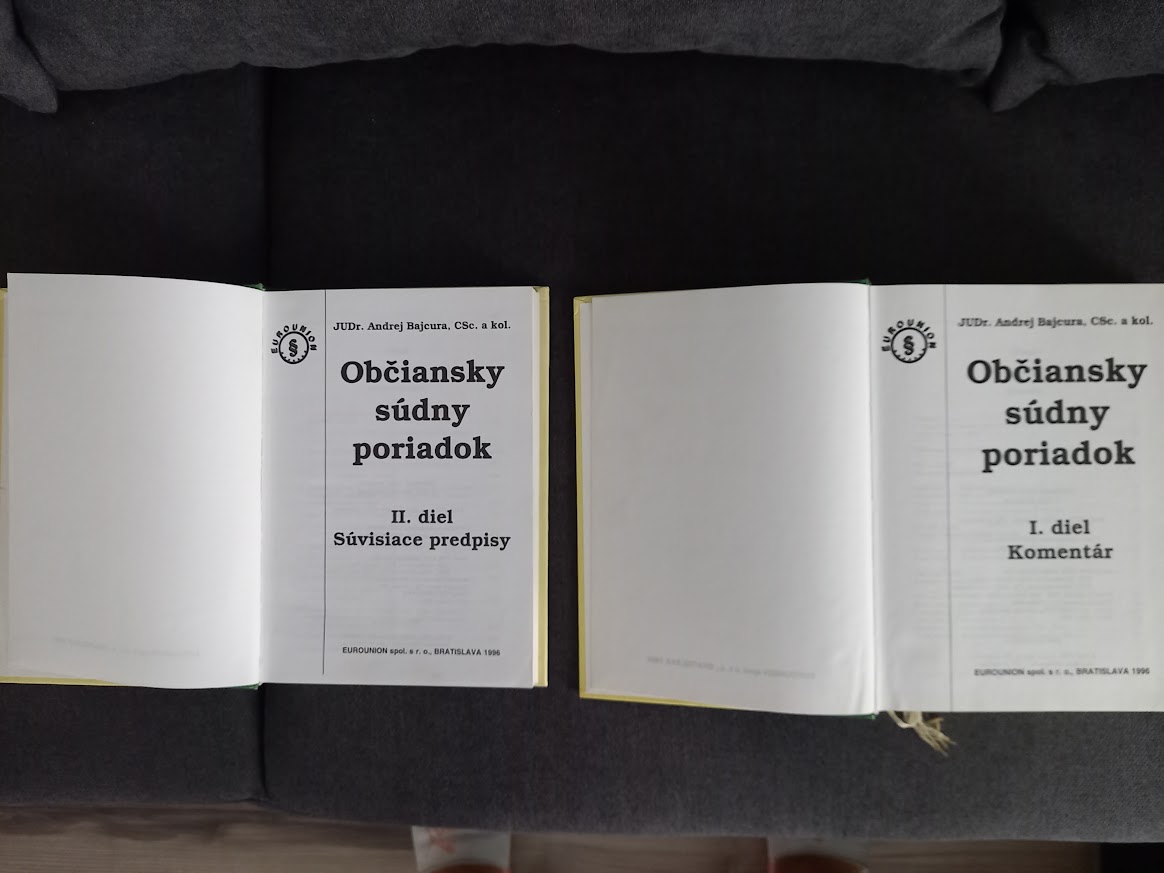 EUROUNION
§
JUDr. Andrej Bajcura, CSc. a kol.
Občiansky
súdny
poriadok
II. diel
Súvisiace predpisy
EUROUNION spol. s r. o., BRATISLAVA 1996
EUROUNION
§
JUDr. Andrej Bajcura, CSc. a kol.
Občiansky
súdny
poriadok
I. diel
Komentár
EUROUNION spol. s r. o., BRATISLAVA 1996